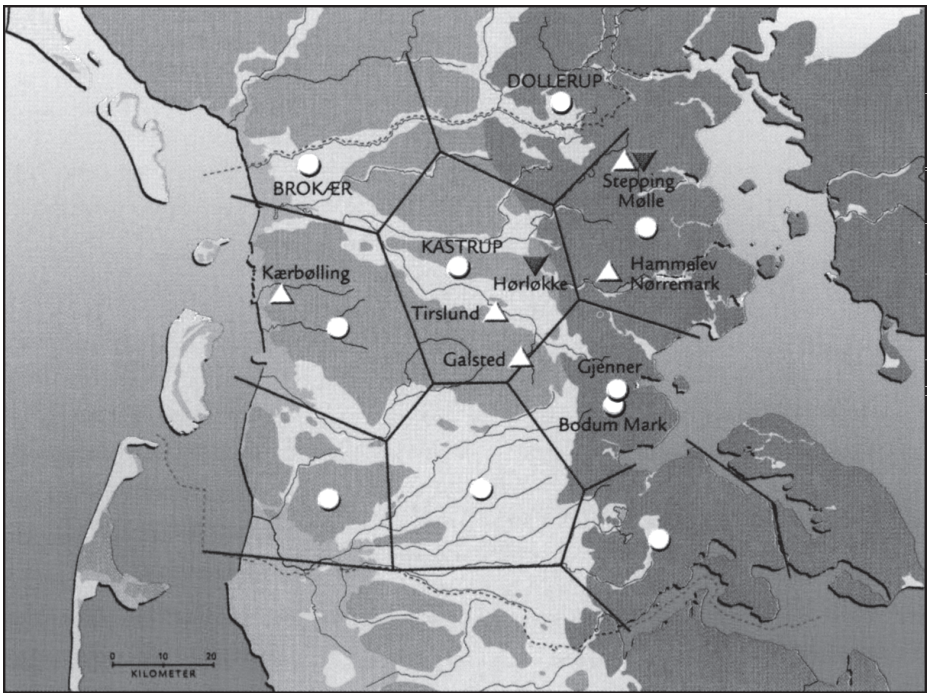 DOLLERUP
BROKÆR
Stepping
Mølle
KASTRUP
Hørløkke
Hammelev
Nørremark
Kærbølling
Tirslund
Galsted
Gjenner
Bodum Mark
0 10 20
KILOMETER